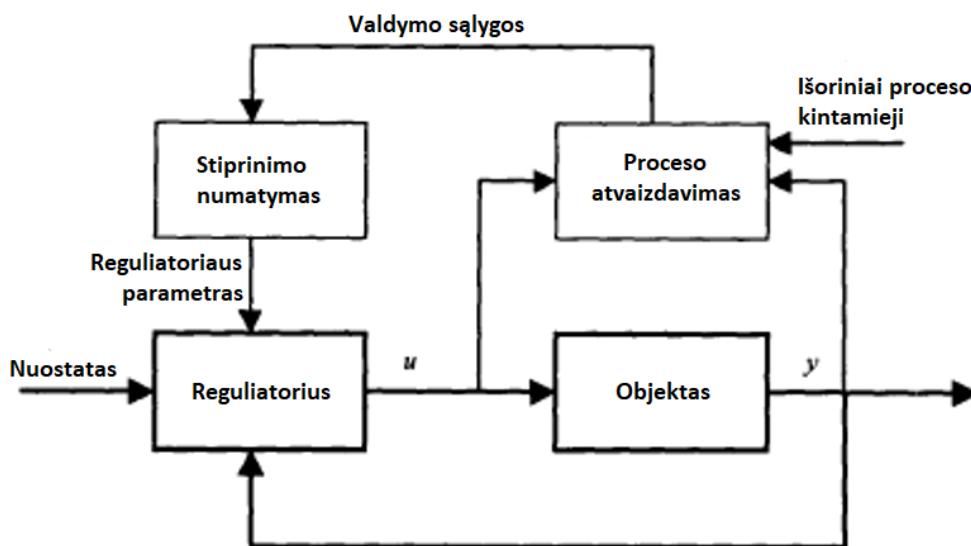 Valdymo sąlygos
Išoriniai proceso
kintamieji
Stiprinimo
numatymas
Proceso
atvaizdavimas
Reguliatoriaus
parametras
Nuostatas
Reguliatorius
u
Objektas
y